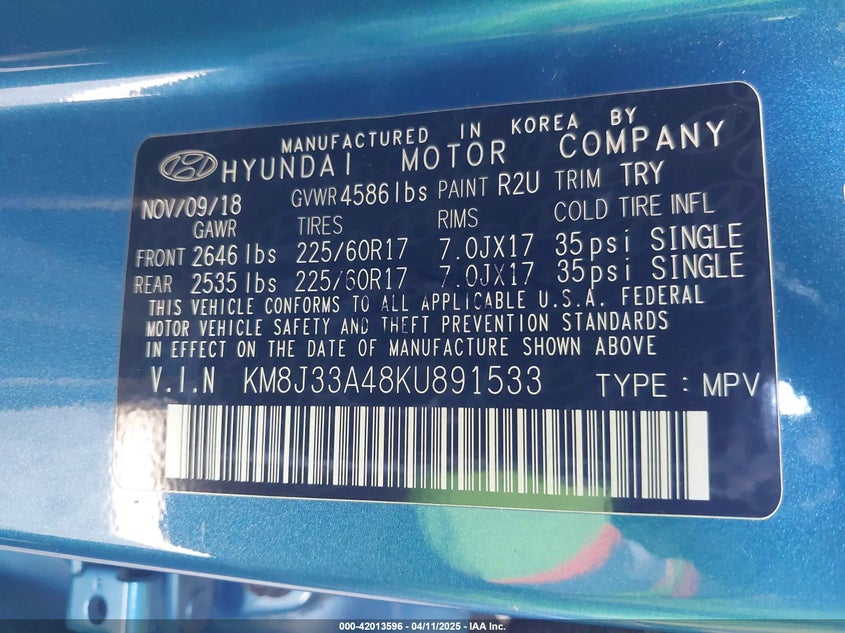 MANUFACTURED IN KOREA BY
HYUNDAI MOTOR COMPANY
NOV/09/18 GVWR 4586 lbs PAINT R2U TRIM TRY
GAWR TIRES RIMS COLD TIRE INFL
FRONT 2646 lbs 225/60R17 7.0JX17 35psi SINGLE
REAR 2535 lbs 225/60R17 7.0JX17 35psi SINGLE
THIS VEHICLE CONFORMS TO ALL APPLICABLE U.S.A. FEDERAL
MOTOR VEHICLE SAFETY AND THEFT PREVENTION STANDARDS
IN EFFECT ON THE DATE OF MANUFACTURE SHOWN ABOVE
V.I.N KM8J33A48KU891533 TYPE : MPV
000-42013596 - 04/11/2025 - IAA Inc.